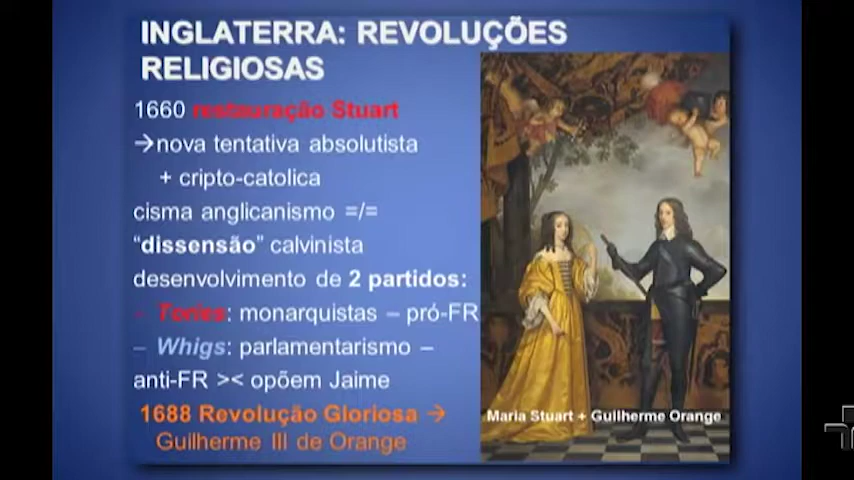 INGLATERRA: REVOLUÇÕES
RELIGIOSAS
1660 restauração Stuart
→nova tentativa absolutista
+ cripto-catolica
cisma anglicanismo =/=
“dissensão” calvinista
desenvolvimento de 2 partidos:
- Tories: monarquistas – pró-FR
– Whigs: parlamentarismo –
anti-FR >< opõem Jaime
1688 Revolução Gloriosa →
Guilherme III de Orange
Maria Stuart + Guilherme Orange